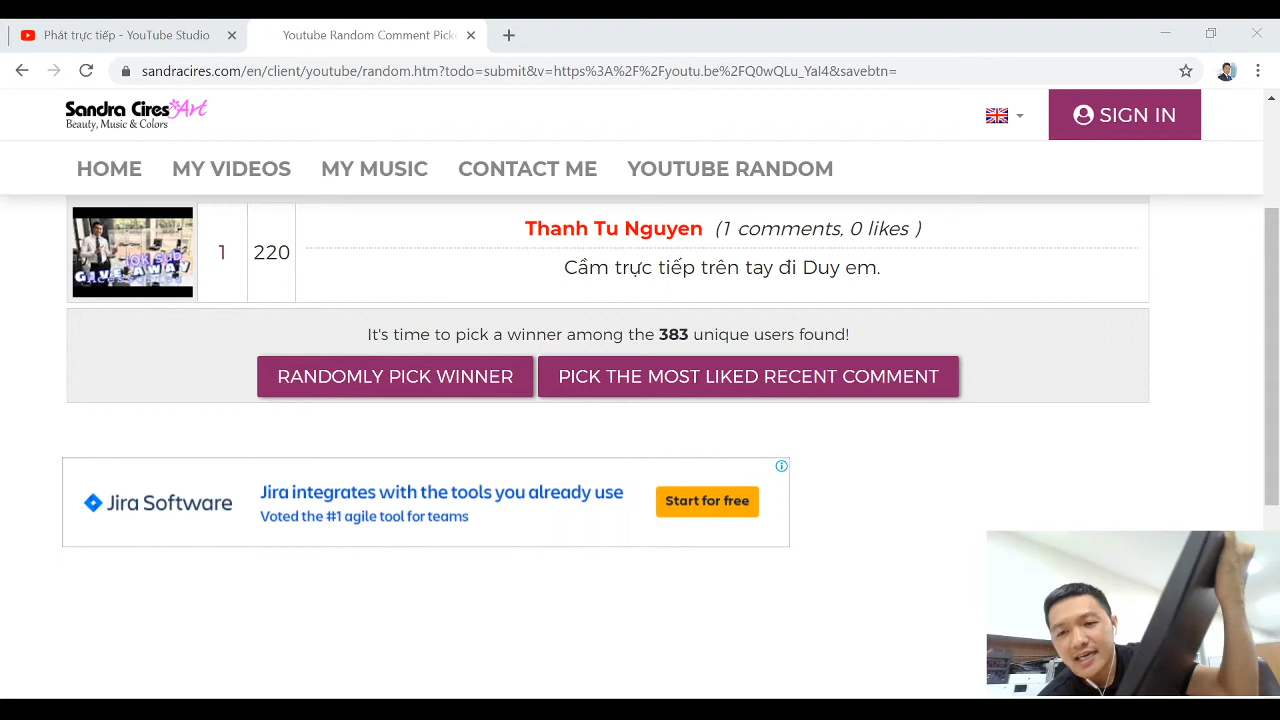 Phát trực tiếp - YouTube Studio
Youtube Random Comment Pick
sandracires.com/en/client/youtube/random.htm?todo=submit&v=https%3A%2F%2Fyoutu.be%2FQ0wQLu_YaI4&savebtn=
Sandra Cires Art
Beauty, Music & Colors
SIGN IN
HOME MY VIDEOS MY MUSIC CONTACT ME YOUTUBE RANDOM
Thanh Tu Nguyen (1 comments, 0 likes )
1 220
Cầm trực tiếp trên tay đi Duy em.
10K SUB
GIVE AWAY
It's time to pick a winner among the 383 unique users found!
RANDOMLY PICK WINNER PICK THE MOST LIKED RECENT COMMENT
Jira Software
Jira integrates with the tools you already use
Voted the #1 agile tool for teams
Start for free